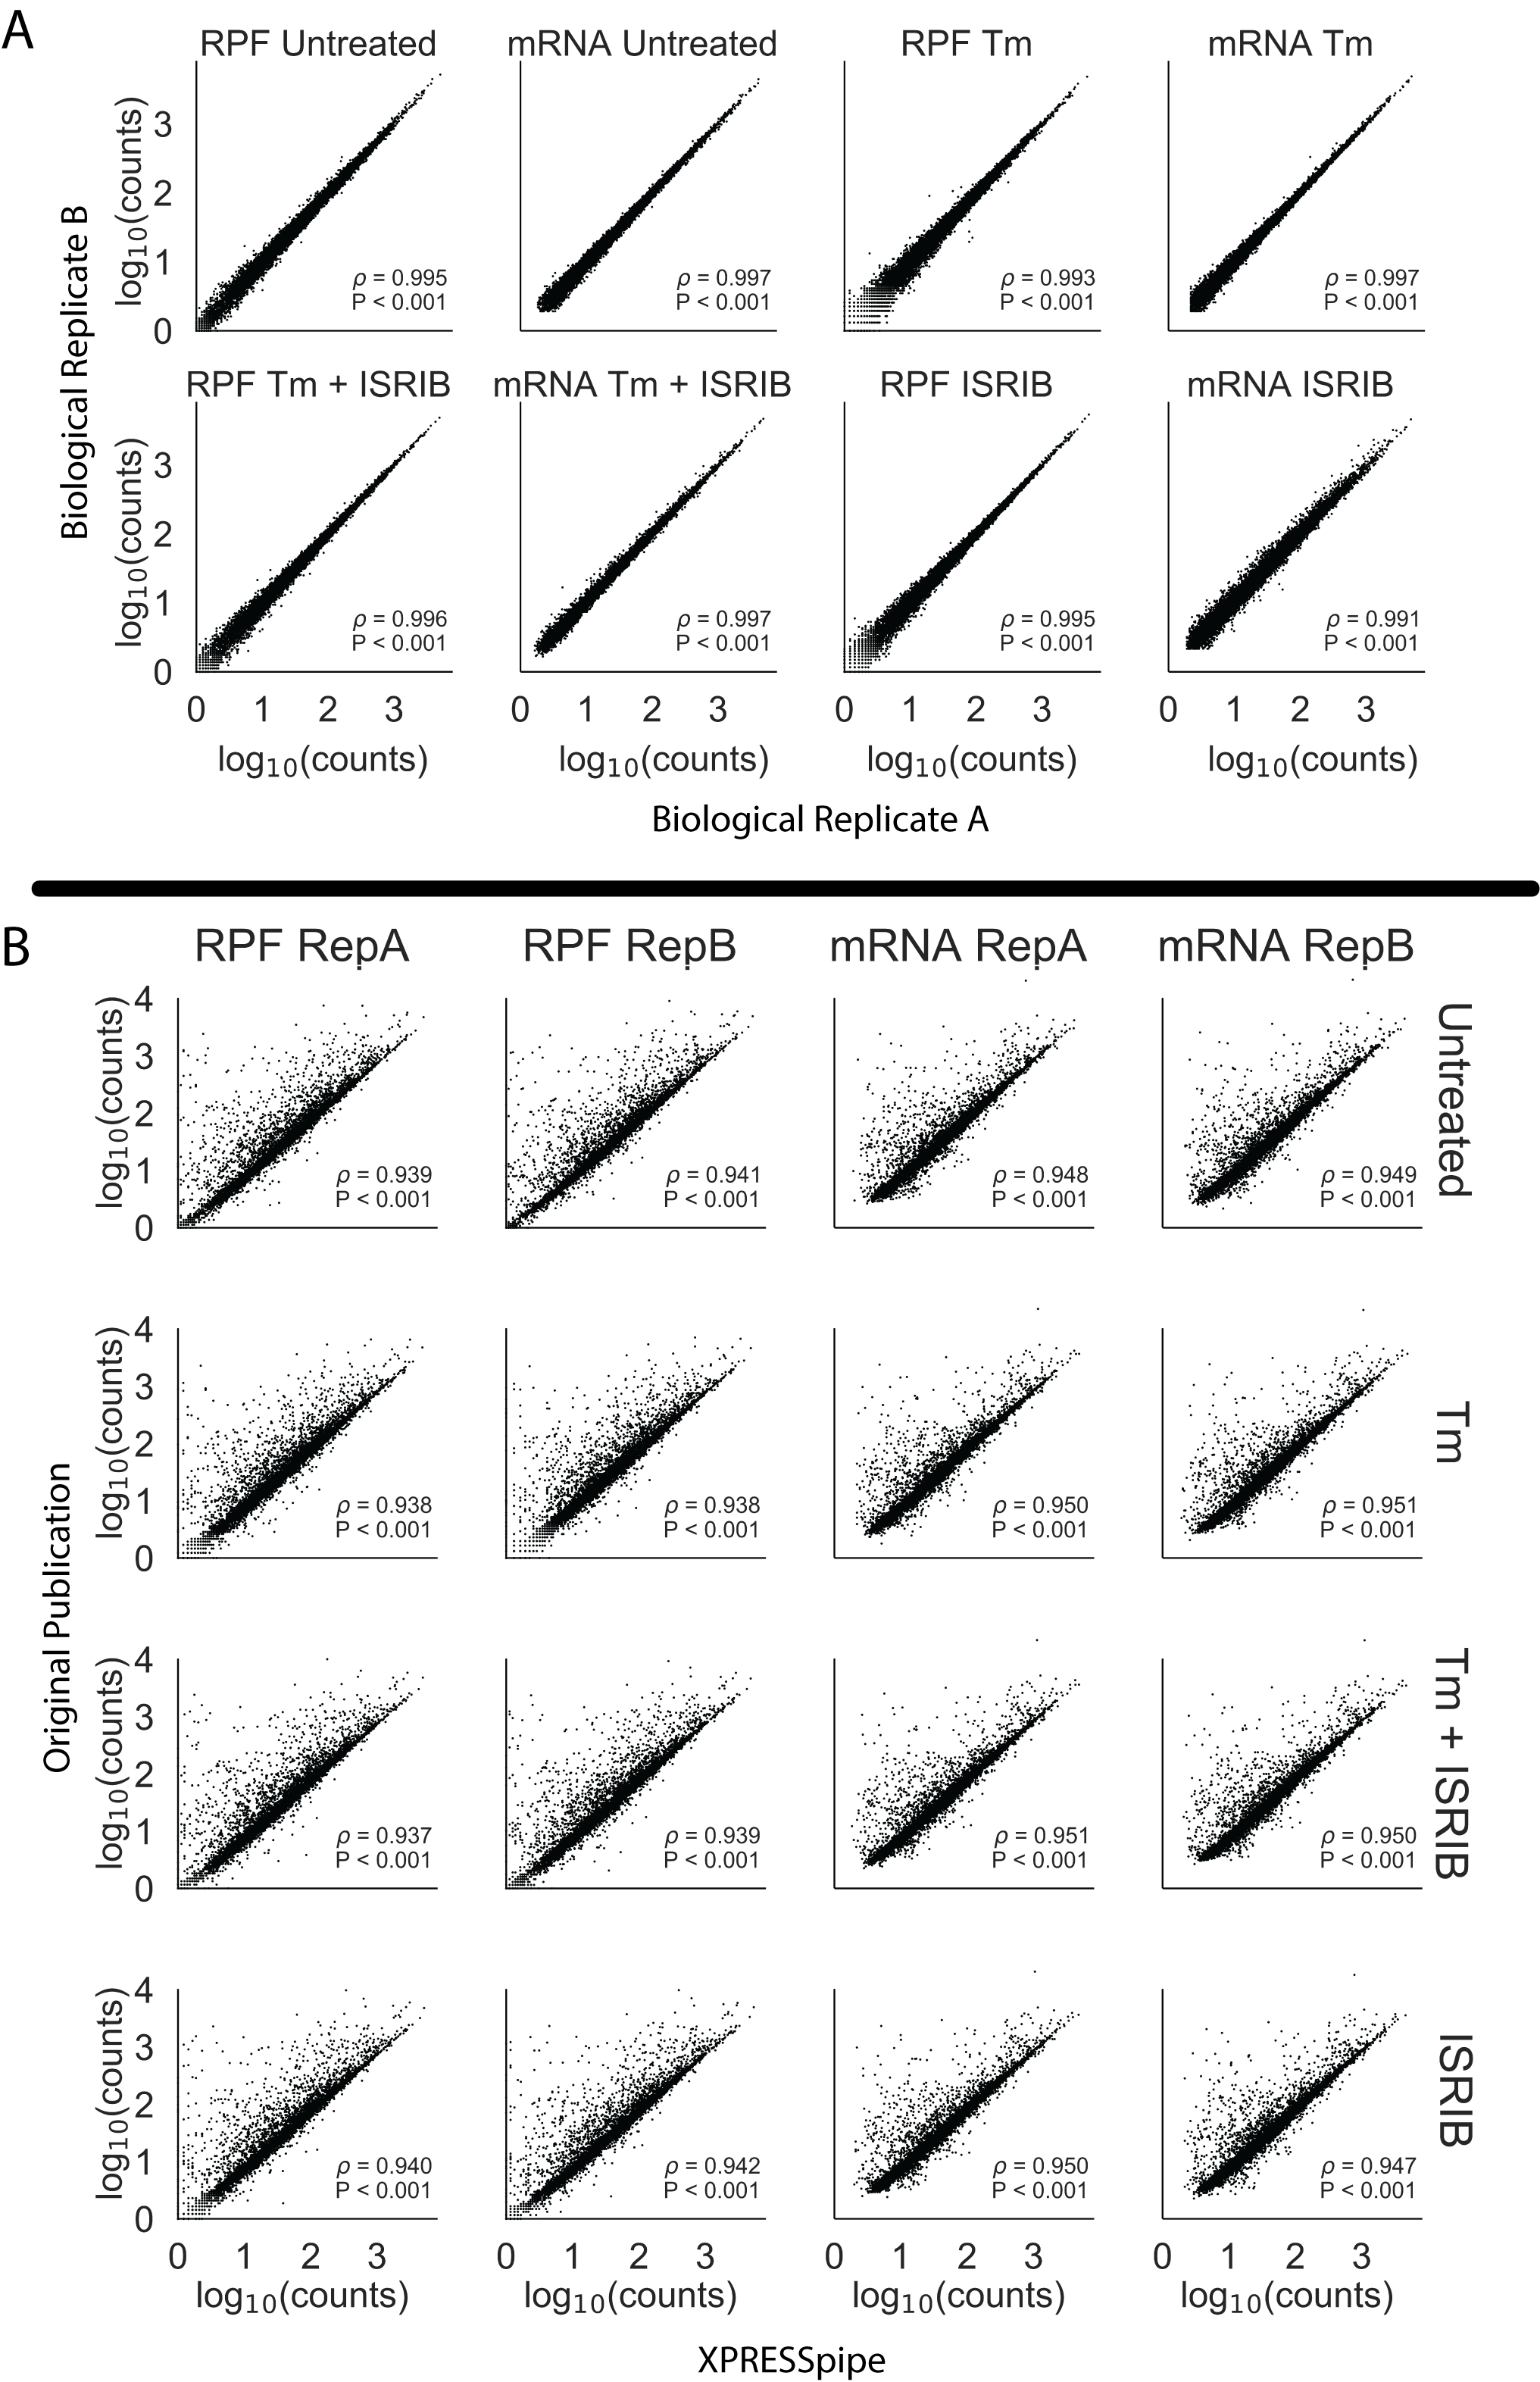 A
RPF Untreated
mRNA Untreated
RPF Tm
mRNA Tm
Biological Replicate B
log10(counts)
3
2
1
0
ρ = 0.995
P < 0.001
ρ = 0.997
P < 0.001
ρ = 0.993
P < 0.001
ρ = 0.997
P < 0.001
RPF Tm + ISRIB
mRNA Tm + ISRIB
RPF ISRIB
mRNA ISRIB
log10(counts)
3
2
1
0
ρ = 0.996
P < 0.001
ρ = 0.997
P < 0.001
ρ = 0.995
P < 0.001
ρ = 0.991
P < 0.001
0 1 2 3
0 1 2 3
0 1 2 3
0 1 2 3
log10(counts)
log10(counts)
log10(counts)
log10(counts)
Biological Replicate A
B
RPF RepA
RPF RepB
mRNA RepA
mRNA RepB
Original Publication
log10(counts)
4
3
2
1
0
ρ = 0.939
P < 0.001
ρ = 0.941
P < 0.001
ρ = 0.948
P < 0.001
ρ = 0.949
P < 0.001
Untreated
log10(counts)
4
3
2
1
0
ρ = 0.938
P < 0.001
ρ = 0.938
P < 0.001
ρ = 0.950
P < 0.001
ρ = 0.951
P < 0.001
Tm
log10(counts)
4
3
2
1
0
ρ = 0.937
P < 0.001
ρ = 0.939
P < 0.001
ρ = 0.951
P < 0.001
ρ = 0.950
P < 0.001
Tm + ISRIB
log10(counts)
4
3
2
1
0
ρ = 0.940
P < 0.001
ρ = 0.942
P < 0.001
ρ = 0.950
P < 0.001
ρ = 0.947
P < 0.001
ISRIB
0 1 2 3
0 1 2 3
0 1 2 3
0 1 2 3
log10(counts)
log10(counts)
log10(counts)
log10(counts)
XPRESSpipe